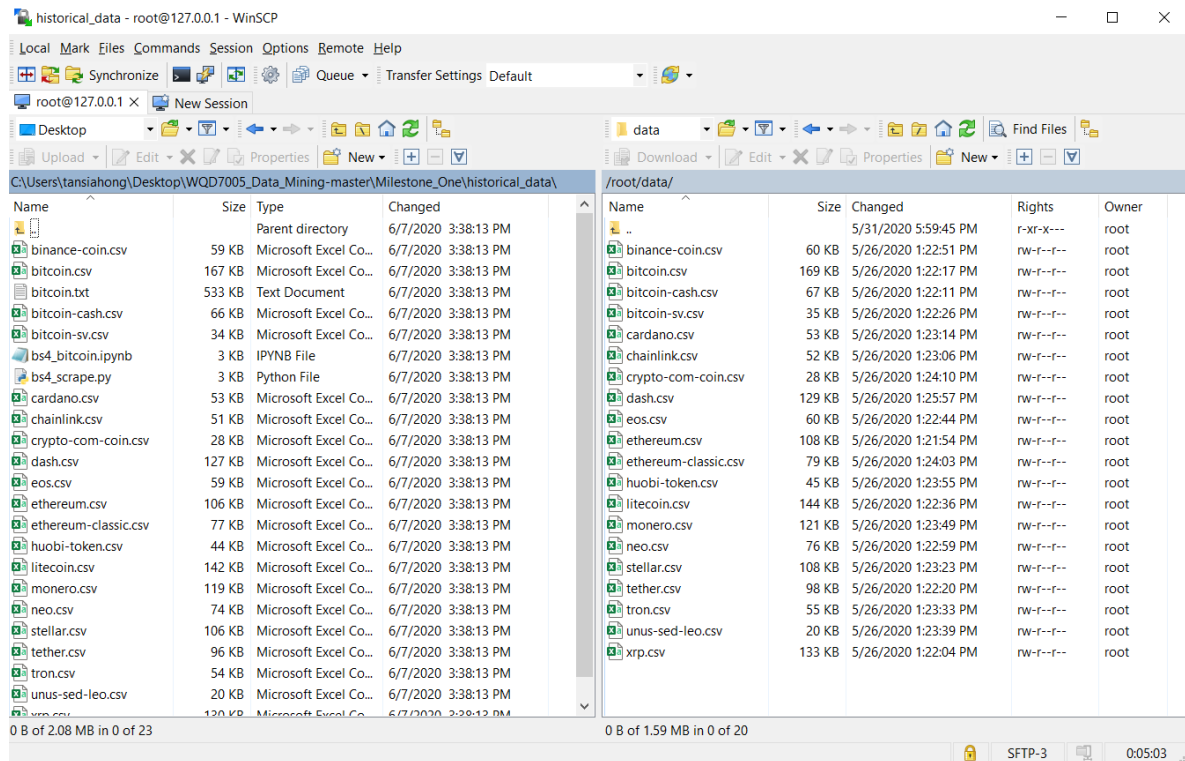 historical_data - root@127.0.0.1 - WinSCP
Local Mark Files Commands Session Options Remote Help
Synchronize Queue Transfer Settings Default
root@127.0.0.1 × New Session
Desktop
Upload Edit Properties New
C:\Users\tansiahong\Desktop\WQD7005_Data_Mining-master\Milestone_One\historical_data\
Name Size Type Changed
.. Parent directory 6/7/2020 3:38:13 PM
binance-coin.csv 59 KB Microsoft Excel Co... 6/7/2020 3:38:13 PM
bitcoin.csv 167 KB Microsoft Excel Co... 6/7/2020 3:38:13 PM
bitcoin.txt 533 KB Text Document 6/7/2020 3:38:13 PM
bitcoin-cash.csv 66 KB Microsoft Excel Co... 6/7/2020 3:38:13 PM
bitcoin-sv.csv 34 KB Microsoft Excel Co... 6/7/2020 3:38:13 PM
bs4_bitcoin.ipynb 3 KB IPYNB File 6/7/2020 3:38:13 PM
bs4_scrape.py 3 KB Python File 6/7/2020 3:38:13 PM
cardano.csv 53 KB Microsoft Excel Co... 6/7/2020 3:38:13 PM
chainlink.csv 51 KB Microsoft Excel Co... 6/7/2020 3:38:13 PM
crypto-com-coin.csv 28 KB Microsoft Excel Co... 6/7/2020 3:38:13 PM
dash.csv 127 KB Microsoft Excel Co... 6/7/2020 3:38:13 PM
eos.csv 59 KB Microsoft Excel Co... 6/7/2020 3:38:13 PM
ethereum.csv 106 KB Microsoft Excel Co... 6/7/2020 3:38:13 PM
ethereum-classic.csv 77 KB Microsoft Excel Co... 6/7/2020 3:38:13 PM
huobi-token.csv 44 KB Microsoft Excel Co... 6/7/2020 3:38:13 PM
litecoin.csv 142 KB Microsoft Excel Co... 6/7/2020 3:38:13 PM
monero.csv 119 KB Microsoft Excel Co... 6/7/2020 3:38:13 PM
neo.csv 74 KB Microsoft Excel Co... 6/7/2020 3:38:13 PM
stellar.csv 106 KB Microsoft Excel Co... 6/7/2020 3:38:13 PM
tether.csv 96 KB Microsoft Excel Co... 6/7/2020 3:38:13 PM
tron.csv 54 KB Microsoft Excel Co... 6/7/2020 3:38:13 PM
unus-sed-leo.csv 20 KB Microsoft Excel Co... 6/7/2020 3:38:13 PM
xrp.csv 130 KB Microsoft Excel Co... 6/7/2020 3:38:13 PM
0 B of 2.08 MB in 0 of 23
data Find Files
Download Edit Properties New
/root/data/
Name Size Changed Rights Owner
.. 5/31/2020 5:59:45 PM r-xr-x--- root
binance-coin.csv 60 KB 5/26/2020 1:22:51 PM rw-r--r-- root
bitcoin.csv 169 KB 5/26/2020 1:22:17 PM rw-r--r-- root
bitcoin-cash.csv 67 KB 5/26/2020 1:22:11 PM rw-r--r-- root
bitcoin-sv.csv 35 KB 5/26/2020 1:22:26 PM rw-r--r-- root
cardano.csv 53 KB 5/26/2020 1:23:14 PM rw-r--r-- root
chainlink.csv 52 KB 5/26/2020 1:23:06 PM rw-r--r-- root
crypto-com-coin.csv 28 KB 5/26/2020 1:24:10 PM rw-r--r-- root
dash.csv 129 KB 5/26/2020 1:25:57 PM rw-r--r-- root
eos.csv 60 KB 5/26/2020 1:22:44 PM rw-r--r-- root
ethereum.csv 108 KB 5/26/2020 1:21:54 PM rw-r--r-- root
ethereum-classic.csv 79 KB 5/26/2020 1:24:03 PM rw-r--r-- root
huobi-token.csv 45 KB 5/26/2020 1:23:55 PM rw-r--r-- root
litecoin.csv 144 KB 5/26/2020 1:22:36 PM rw-r--r-- root
monero.csv 121 KB 5/26/2020 1:23:49 PM rw-r--r-- root
neo.csv 76 KB 5/26/2020 1:22:59 PM rw-r--r-- root
stellar.csv 108 KB 5/26/2020 1:23:23 PM rw-r--r-- root
tether.csv 98 KB 5/26/2020 1:22:20 PM rw-r--r-- root
tron.csv 55 KB 5/26/2020 1:23:33 PM rw-r--r-- root
unus-sed-leo.csv 20 KB 5/26/2020 1:23:39 PM rw-r--r-- root
xrp.csv 133 KB 5/26/2020 1:22:04 PM rw-r--r-- root
0 B of 1.59 MB in 0 of 20
SFTP-3 0:05:03